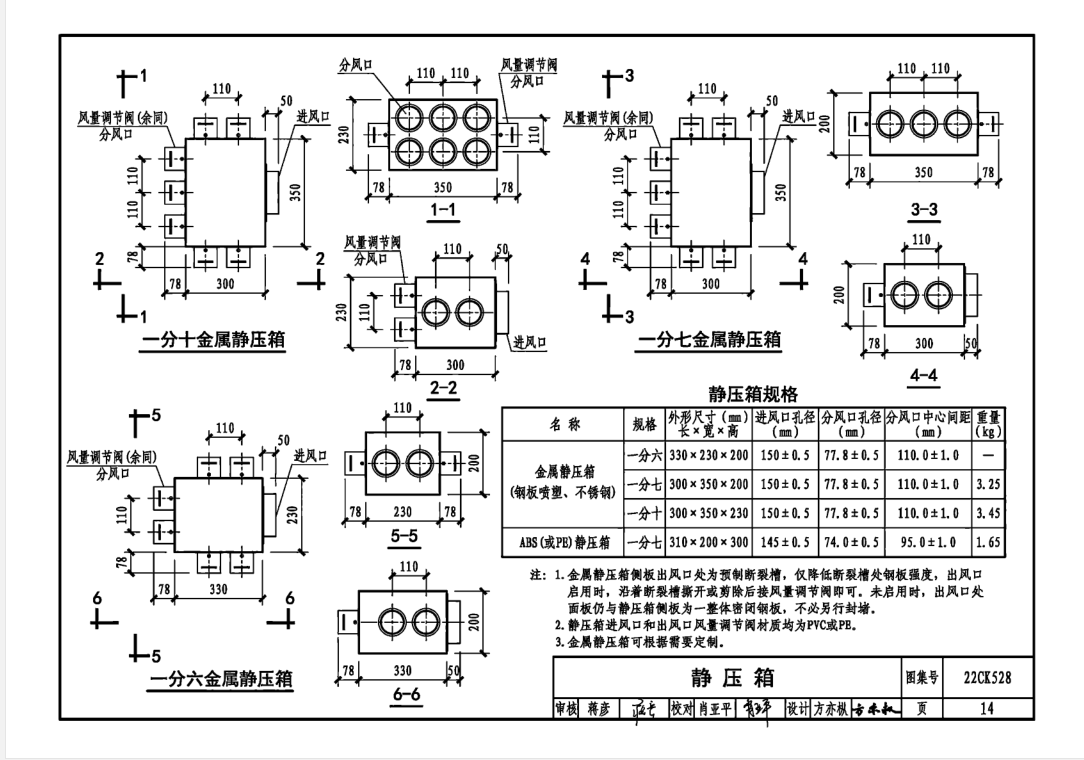 1
110
50
风量调节阀(余同)
分风口
进风口
110
110
350
78
78
300
2
2
1
一分十金属静压箱
分风口
110
110
风量调节阀
分风口
230
110
78
350
78
1-1
风量调节阀
分风口
110
50
230
110
进风口
78
300
2-2
3
110
50
风量调节阀(余同)
分风口
进风口
110
110
350
78
78
300
4
4
3
一分七金属静压箱
110
110
200
78
350
78
3-3
110
200
78
300
50
4-4
5
110
50
风量调节阀(余同)
分风口
进风口
110
230
78
78
330
6
6
5
一分六金属静压箱
110
200
78
230
78
5-5
110
200
78
330
50
6-6
静压箱规格
名 称 规格 外形尺寸(mm) 长×宽×高 进风口孔径(mm) 分风口孔径(mm) 分风口中心间距(mm) 重量(kg)
金属静压箱
(钢板喷塑、不锈钢)
一分六 330×230×200 150±0.5 77.8±0.5 110.0±1.0 —
一分七 300×350×200 150±0.5 77.8±0.5 110.0±1.0 3.25
一分十 300×350×230 150±0.5 77.8±0.5 110.0±1.0 3.45
ABS(或PE)静压箱 一分七 310×200×300 145±0.5 74.0±0.5 95.0±1.0 1.65
注: 1.金属静压箱侧板出风口处为预制断裂槽，仅降低断裂槽处钢板强度，出风口
启用时，沿着断裂槽撕开或剪除后接风量调节阀即可。未启用时，出风口处
面板仍与静压箱侧板为一整体密闭钢板，不必另行封堵。
2.静压箱进风口和出风口风量调节阀材质均为PVC或PE。
3.金属静压箱可根据需要定制。
静 压 箱
图集号 22CK528
审核 蒋彦 校对 肖亚平 设计 方亦枞 页 14